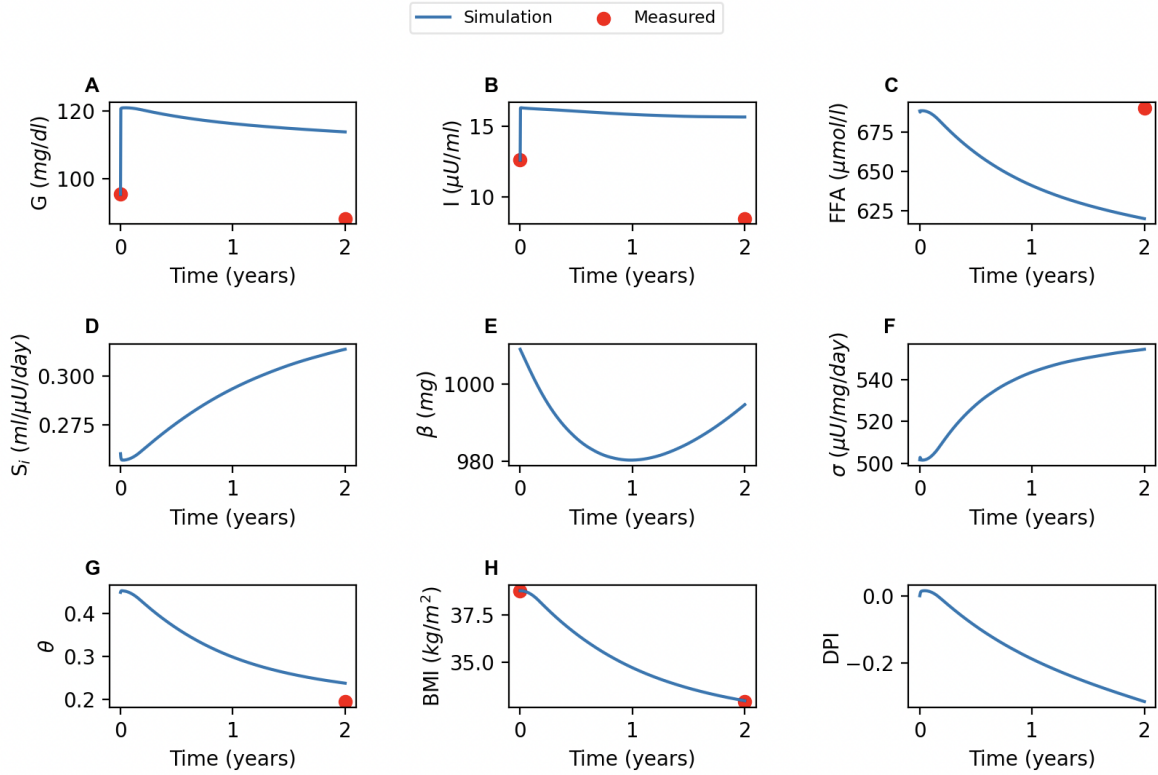 Simulation Measured
A
G (mg/dl)
120
100
0 1 2
Time (years)
B
I (μU/ml)
15
10
0 1 2
Time (years)
C
FFA (μmol/l)
675
650
625
0 1 2
Time (years)
D
Sᵢ (ml/μU/day)
0.300
0.275
0 1 2
Time (years)
E
β (mg)
1000
980
0 1 2
Time (years)
F
σ (μU/mg/day)
540
520
500
0 1 2
Time (years)
G
θ
0.4
0.3
0.2
0 1 2
Time (years)
H
BMI (kg/m²)
37.5
35.0
0 1 2
Time (years)
DPI
0.0
−0.2
0 1 2
Time (years)